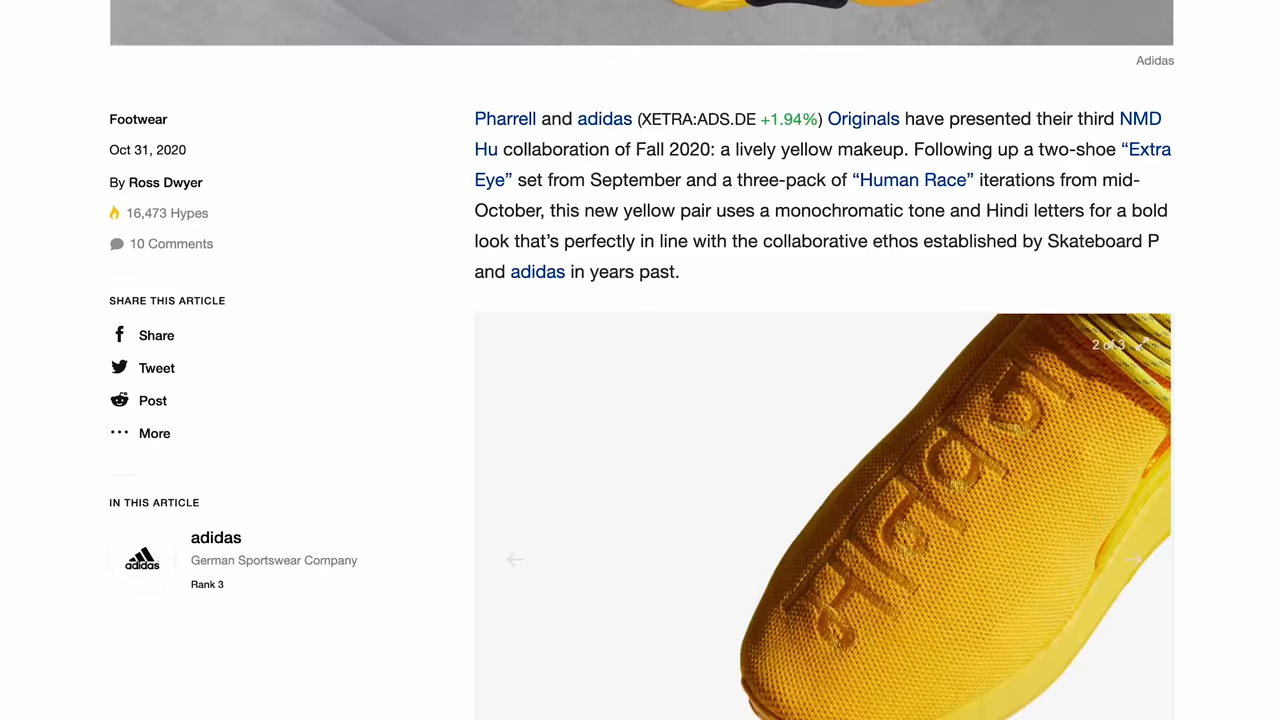 Adidas
Footwear
Oct 31, 2020
By Ross Dwyer
16,473 Hypes
10 Comments
SHARE THIS ARTICLE
Share
Tweet
Post
More
IN THIS ARTICLE
adidas
adidas
German Sportswear Company
Rank 3
Pharrell and adidas (XETRA:ADS.DE +1.94%) Originals have presented their third NMD
Hu collaboration of Fall 2020: a lively yellow makeup. Following up a two-shoe “Extra
Eye” set from September and a three-pack of “Human Race” iterations from mid-
October, this new yellow pair uses a monochromatic tone and Hindi letters for a bold
look that’s perfectly in line with the collaborative ethos established by Skateboard P
and adidas in years past.
2 of 3